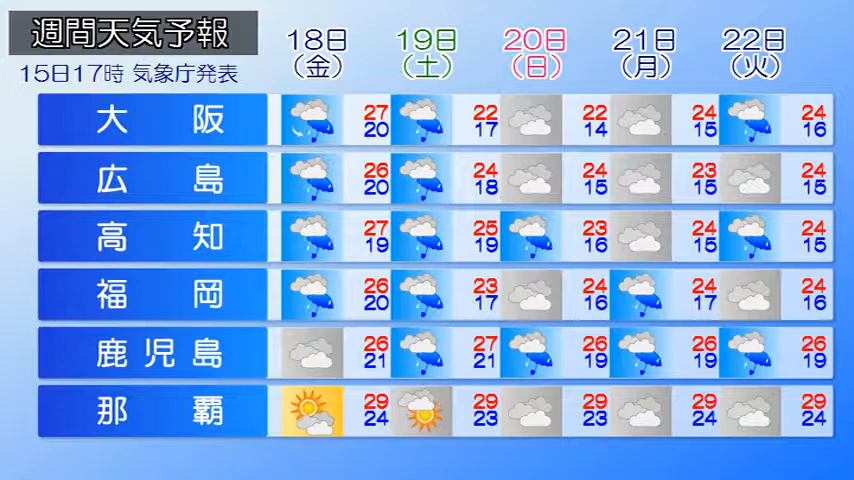 週間天気予報
15日17時 気象庁発表
18日 19日 20日 21日 22日
(金) (土) (日) (月) (火)
大阪 27 20 22 17 22 14 24 15 24 16
広島 26 20 24 18 24 15 23 15 24 15
高知 27 19 25 19 23 16 24 15 24 15
福岡 26 20 23 17 24 16 24 17 24 16
鹿児島 26 21 27 21 26 19 26 19 26 19
那覇 29 24 29 23 29 23 29 24 29 24